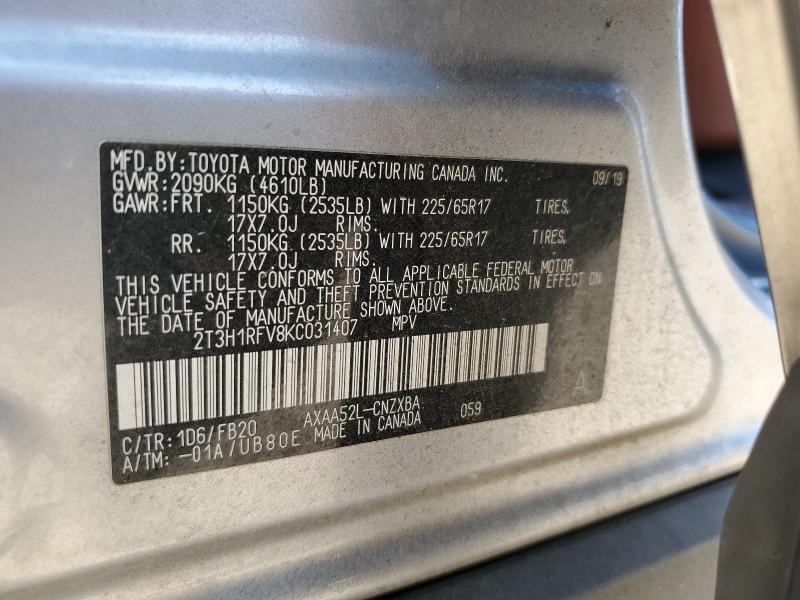 MFD.BY:TOYOTA MOTOR MANUFACTURING CANADA INC. 09/19
GVWR:2090KG (4610LB)
GAWR:FRT. 1150KG (2535LB) WITH 225/65R17 TIRES,
17X7.0J RIMS.
RR. 1150KG (2535LB) WITH 225/65R17 TIRES,
17X7.0J RIMS.
THIS VEHICLE CONFORMS TO ALL APPLICABLE FEDERAL MOTOR
VEHICLE SAFETY AND THEFT PREVENTION STANDARDS IN EFFECT ON
THE DATE OF MANUFACTURE SHOWN ABOVE.
2T3H1RFV8KC031407 MPV
A
C/TR:1D6/FB20 AXAA52L-CNZXBA 059
A/TM:-01A/UB80E MADE IN CANADA